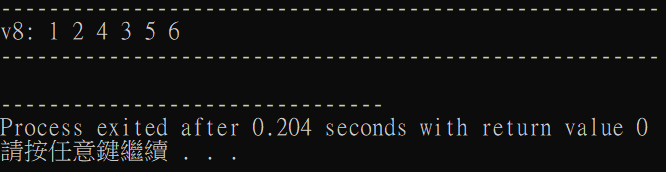 -------------------------------------------------------
v8: 1 2 4 3 5 6
-------------------------------------------------------
--------------------------------
Process exited after 0.204 seconds with return value 0
請按任意鍵繼續 . . .